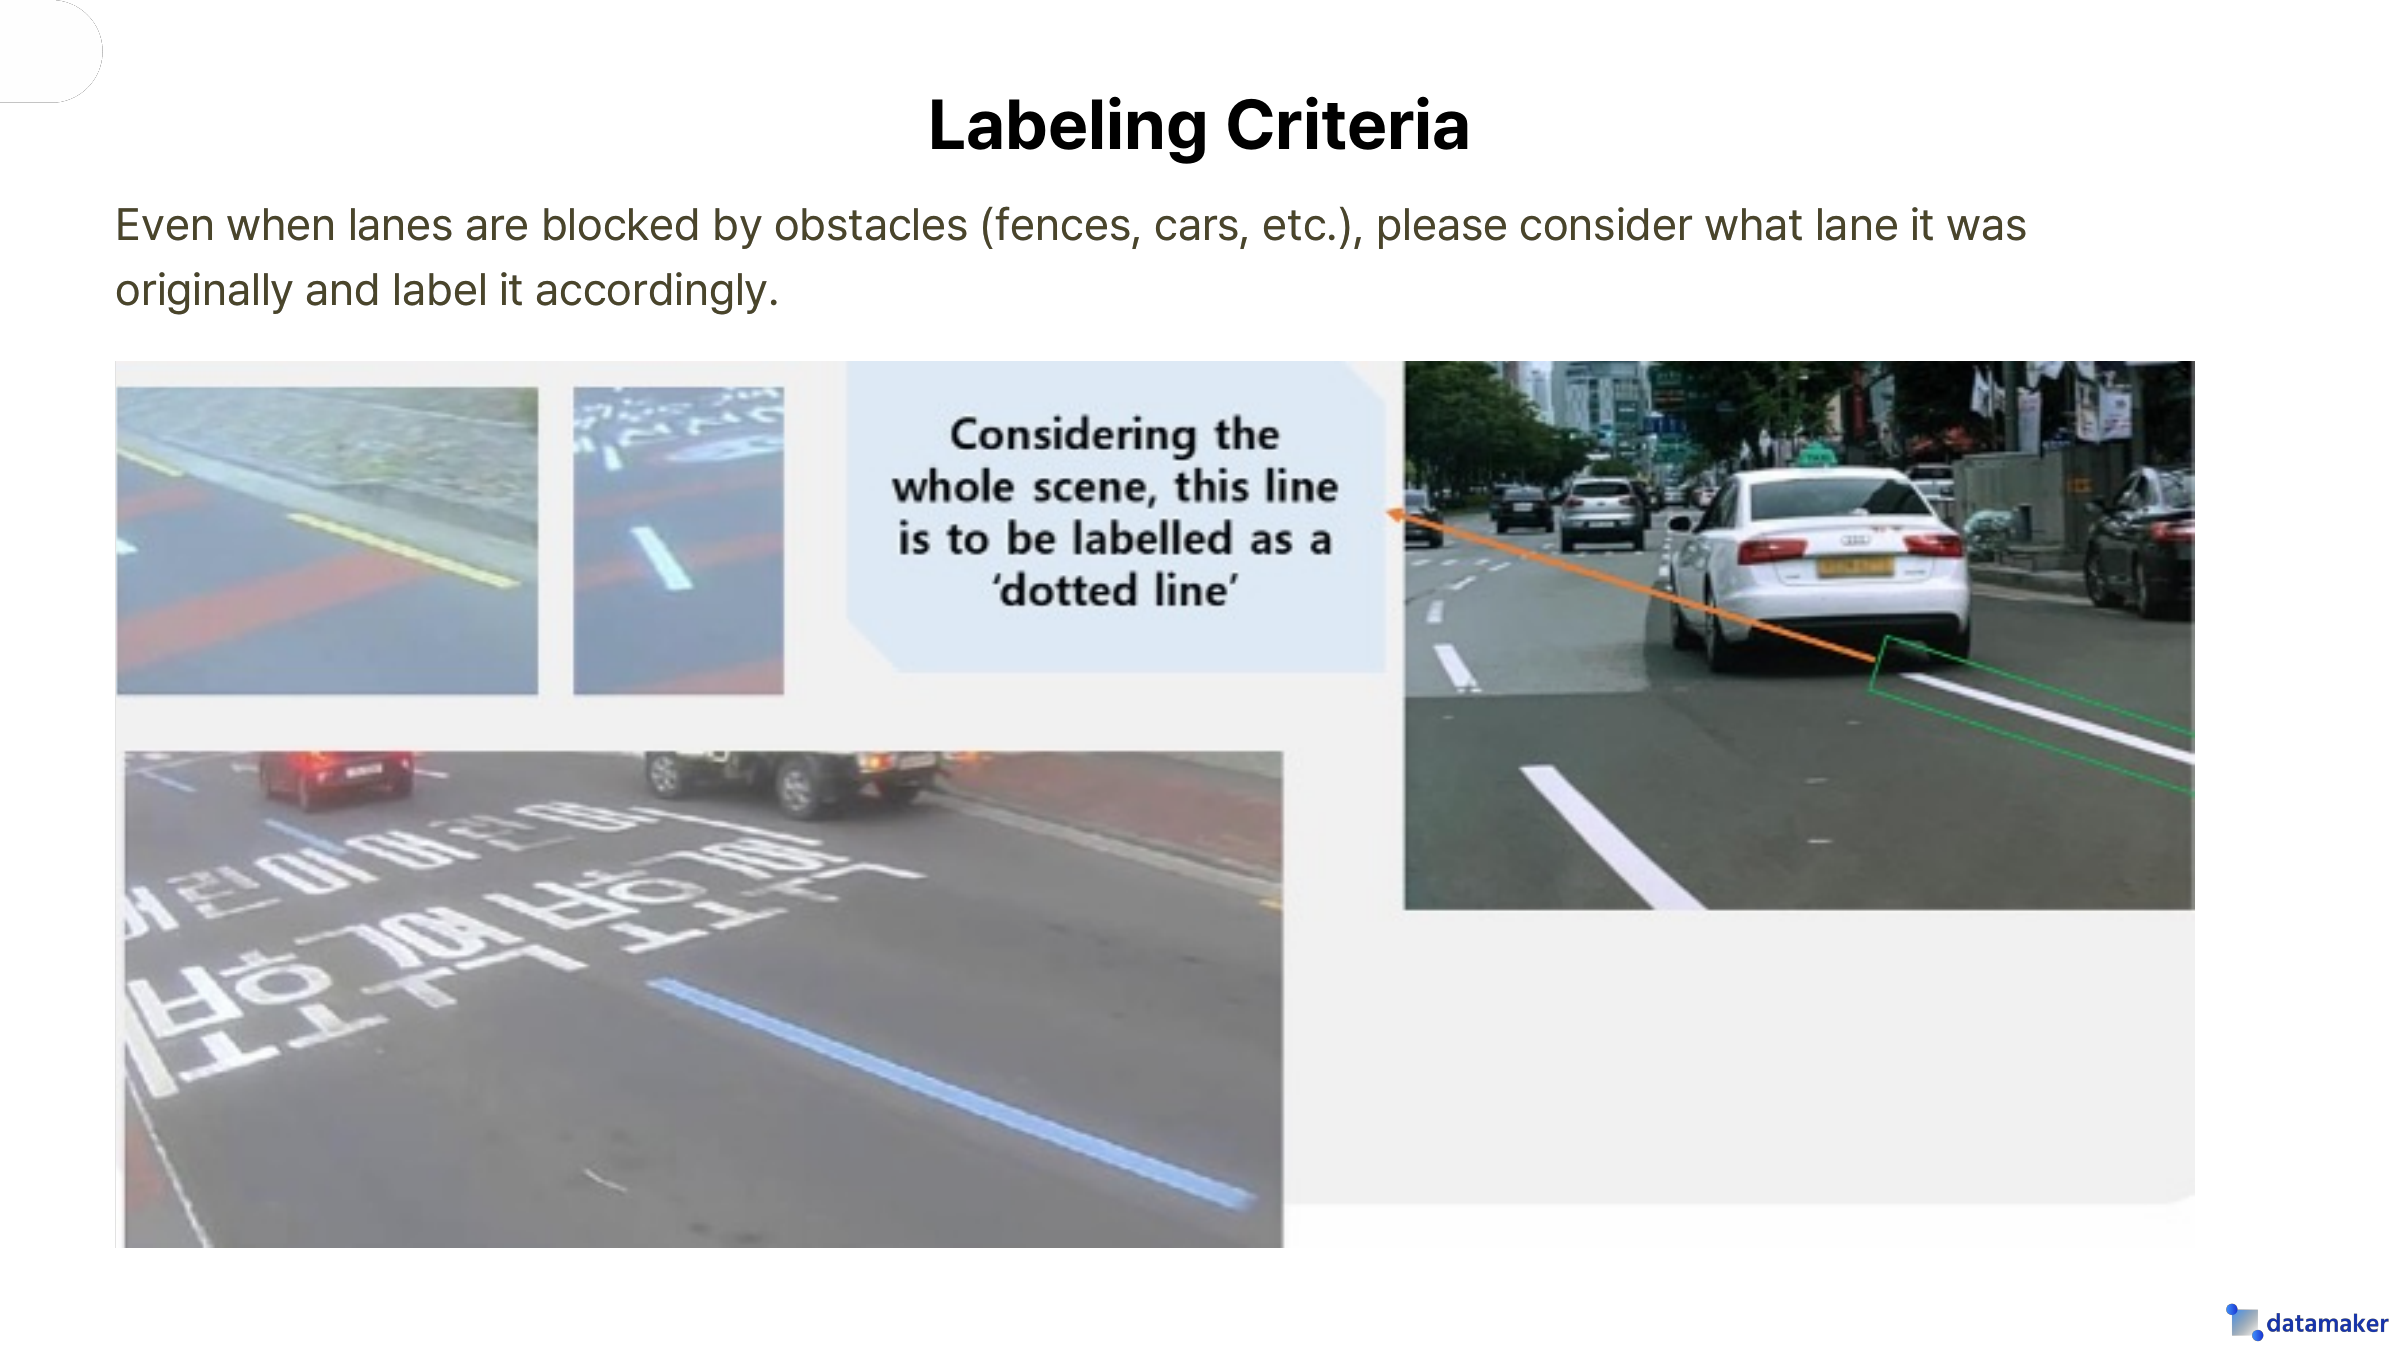 Labeling Criteria
Even when lanes are blocked by obstacles (fences, cars, etc.), please consider what lane it was
originally and label it accordingly.
Considering the
whole scene, this line
is to be labelled as a
‘dotted line’
datamaker